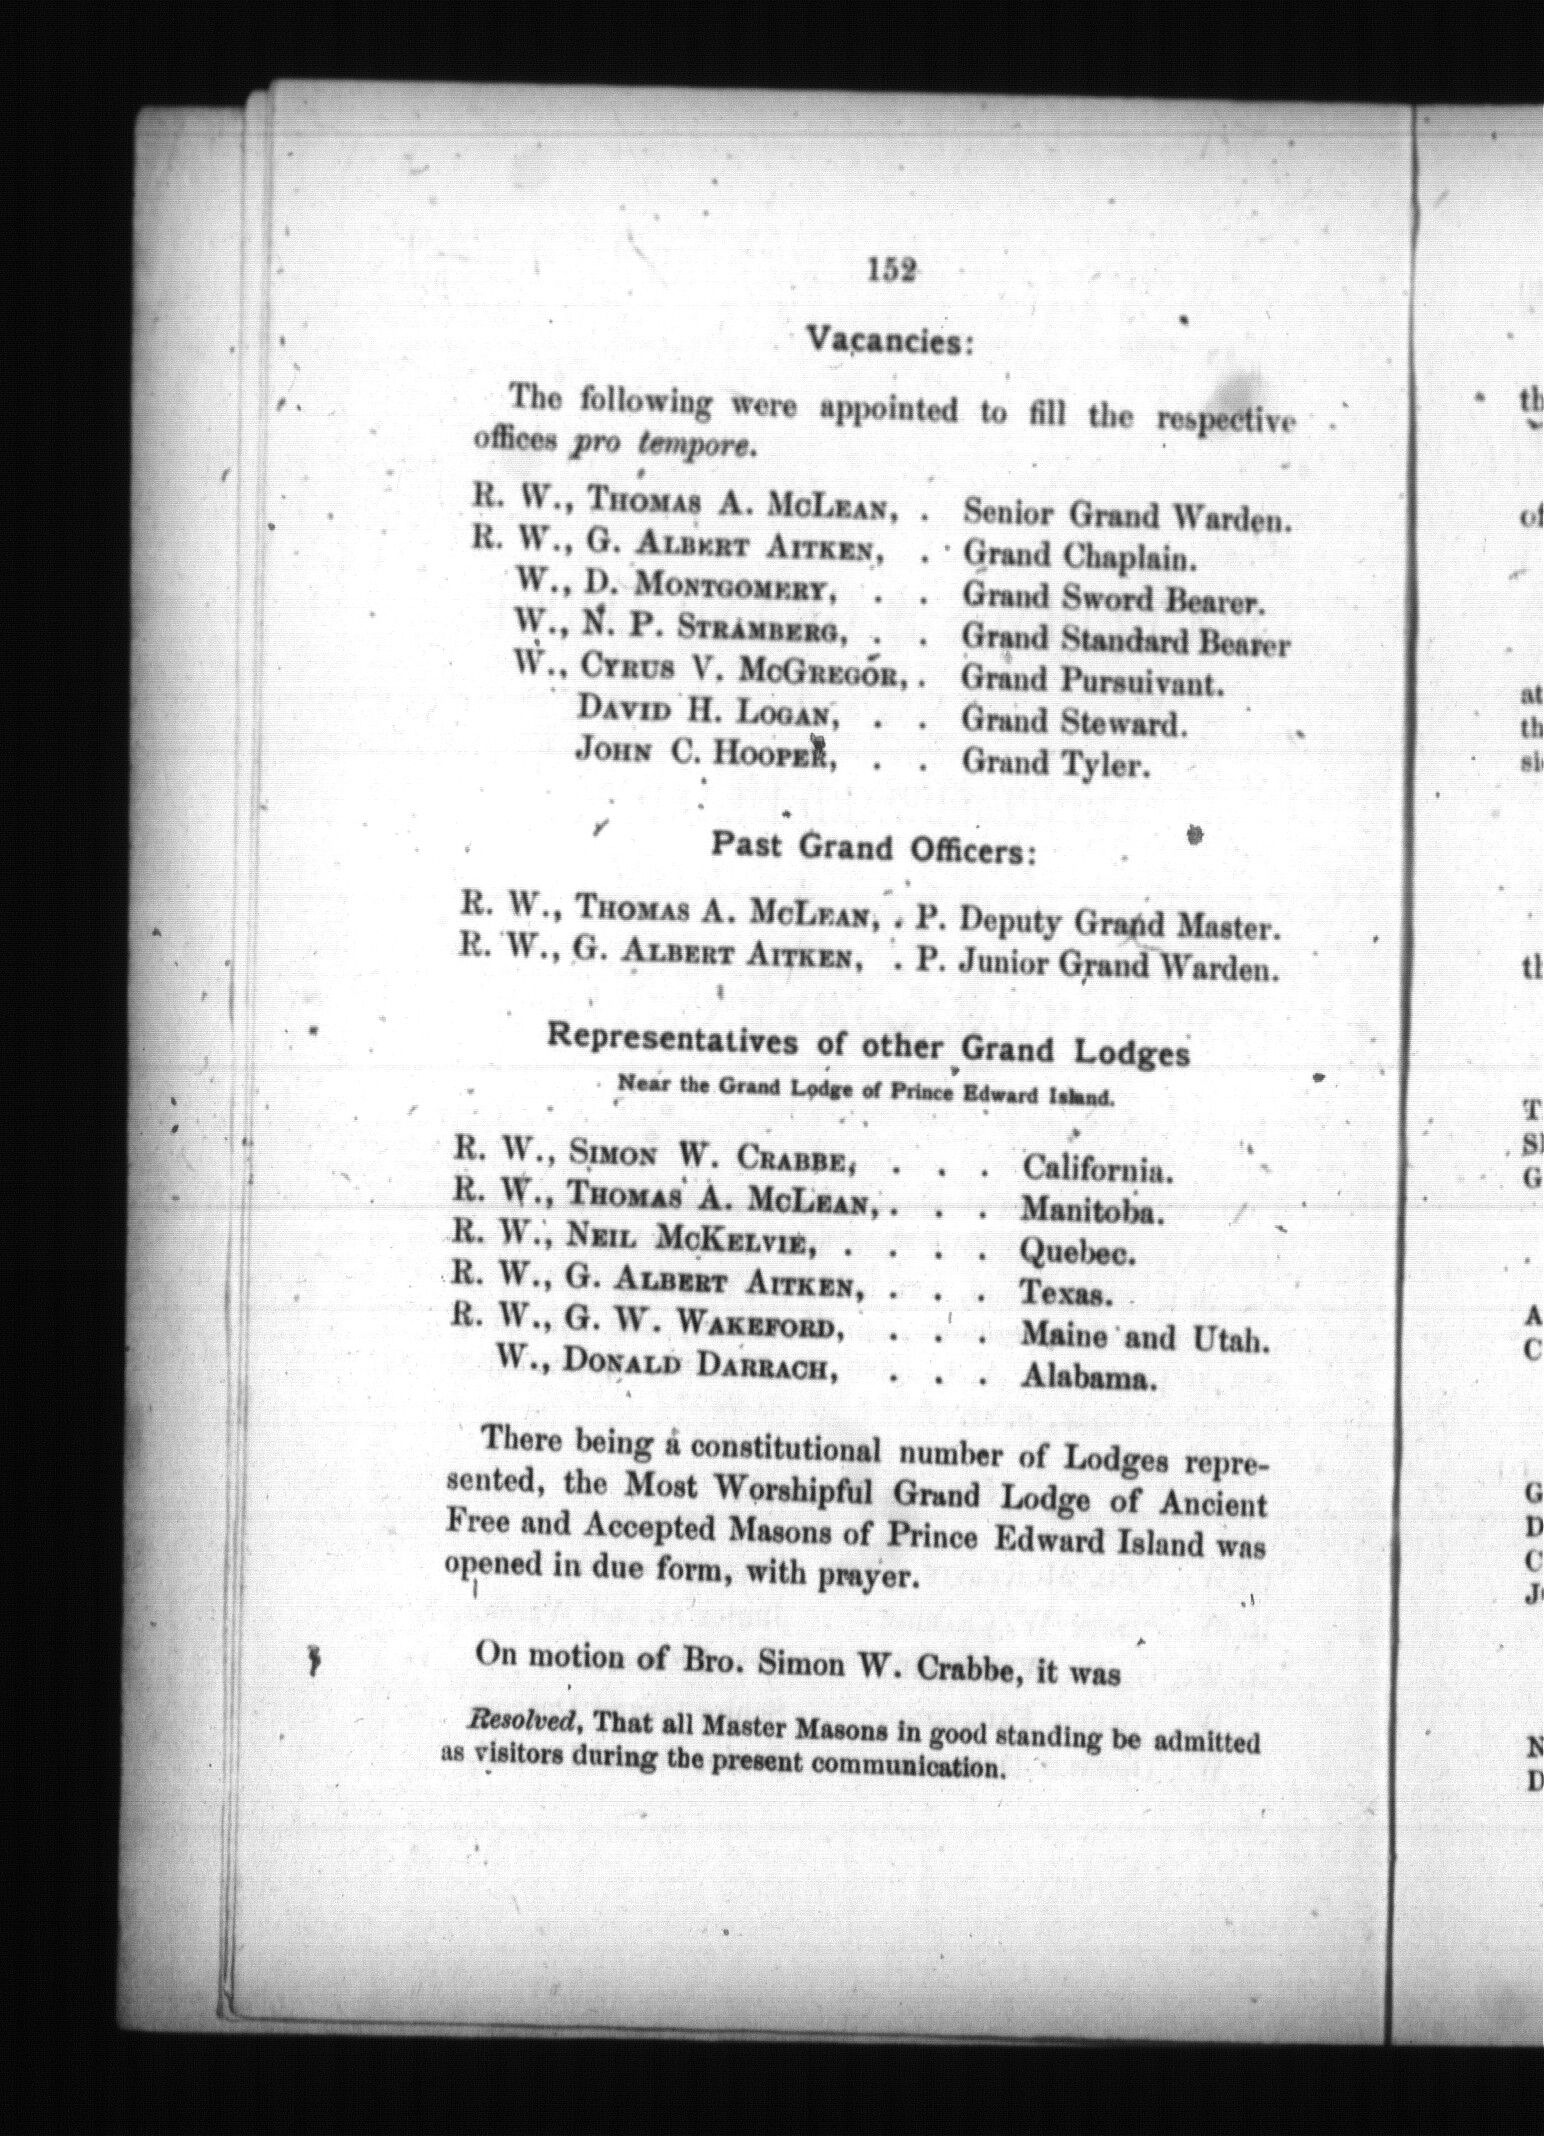 152
Vacancies:
The following were appointed to fill the respective
offices pro tempore.
R. W., THOMAS A. MCLEAN, . Senior Grand Warden.
R. W., G. ALBERT AITKEN, . Grand Chaplain.
W., D. MONTGOMERY, . . Grand Sword Bearer.
W., N. P. STRAMBERG, . . Grand Standard Bearer
W., CYRUS V. MCGREGOR, . Grand Pursuivant.
DAVID H. LOGAN, . . Grand Steward.
JOHN C. HOOPER, . . Grand Tyler.
Past Grand Officers:
R. W., THOMAS A. MCLEAN, . P. Deputy Grand Master.
R. W., G. ALBERT AITKEN, . P. Junior Grand Warden.
Representatives of other Grand Lodges
Near the Grand Lodge of Prince Edward Island.
R. W., SIMON W. CRABBE, . . . California.
R. W., THOMAS A. MCLEAN, . . . Manitoba.
R. W., NEIL MCKELVIE, . . . . Quebec.
R. W., G. ALBERT AITKEN, . . . Texas.
R. W., G. W. WAKEFORD, . . . Maine and Utah.
W., DONALD DARRACH, . . . Alabama.
There being a constitutional number of Lodges repre-
sented, the Most Worshipful Grand Lodge of Ancient
Free and Accepted Masons of Prince Edward Island was
opened in due form, with prayer.
On motion of Bro. Simon W. Crabbe, it was
Resolved, That all Master Masons in good standing be admitted
as visitors during the present communication.